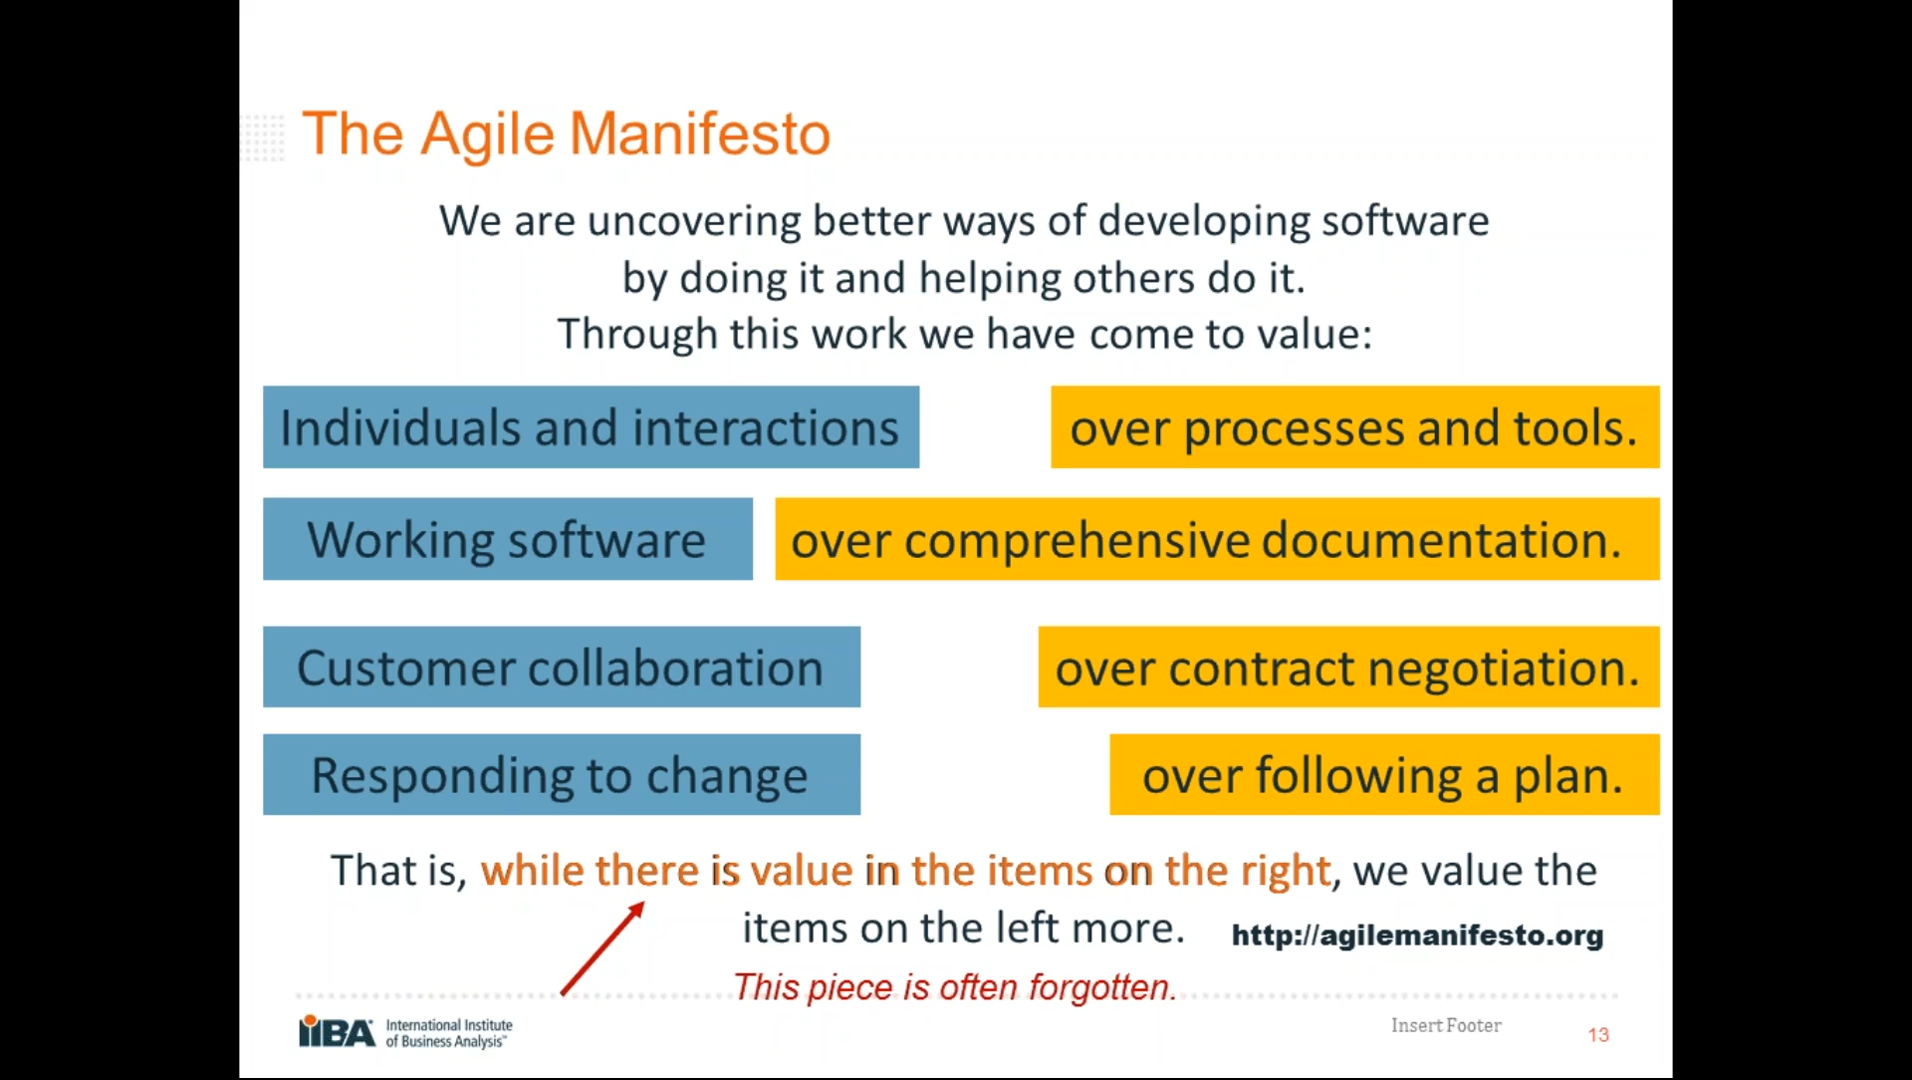 The Agile Manifesto
We are uncovering better ways of developing software
by doing it and helping others do it.
Through this work we have come to value:
Individuals and interactions over processes and tools.
Working software over comprehensive documentation.
Customer collaboration over contract negotiation.
Responding to change over following a plan.
That is, while there is value in the items on the right, we value the
items on the left more. http://agilemanifesto.org
This piece is often forgotten.
IIBA International Institute
of Business Analysis™
Insert Footer
13